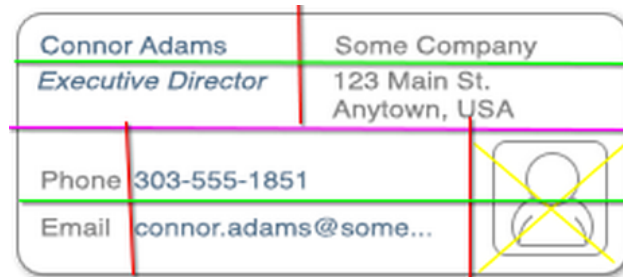 Connor Adams Some Company
Executive Director 123 Main St.
Anytown, USA
Phone 303-555-1851
Email connor.adams@some...